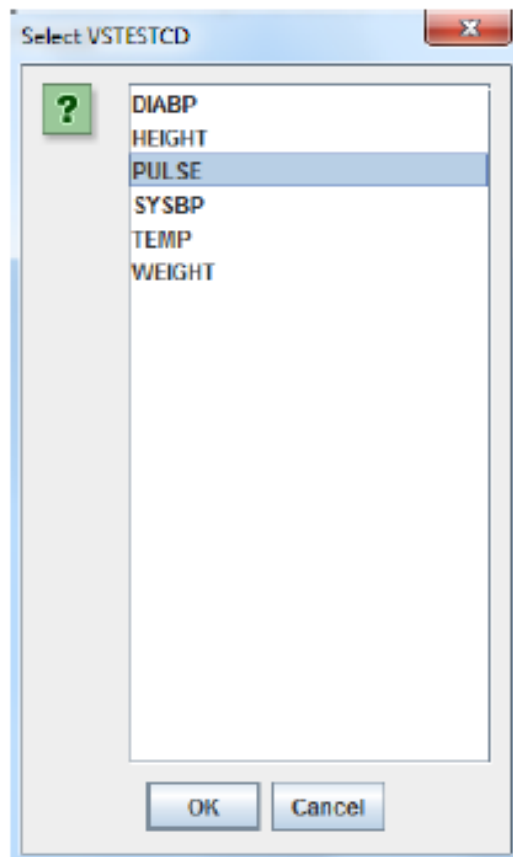 Select VSTESTCD
x
?
DIABP
HEIGHT
PULSE
SYSBP
TEMP
WEIGHT
OK Cancel